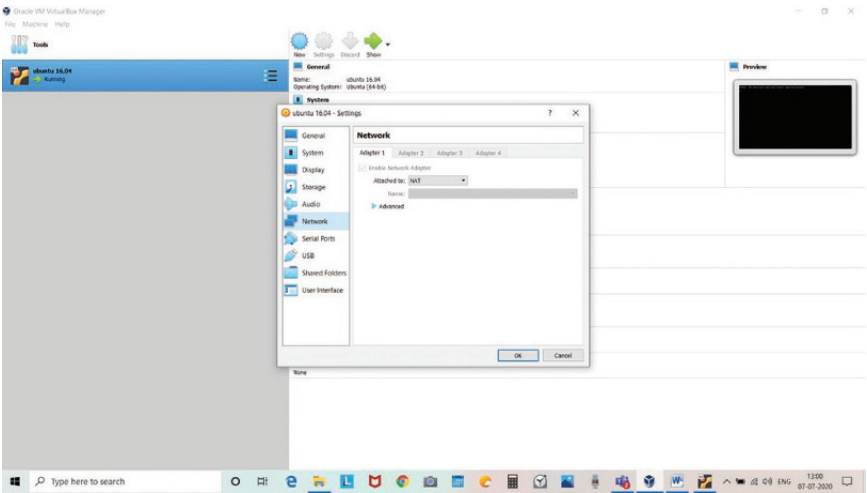 Oracle VM VirtualBox Manager
File Machine Help
Tools
New Settings Discard Show
ubuntu 16.04
Running
General
Name: ubuntu 16.04
Operating System: Ubuntu (64-bit)
System
Preview
ubuntu 16.04 - Settings ? ×
General
System
Display
Storage
Audio
Network
Serial Ports
USB
Shared Folders
User Interface
Network
Adapter 1 Adapter 2 Adapter 3 Adapter 4
Enable Network Adapter
Attached to: NAT
Name:
Advanced
OK Cancel
None
Type here to search
ENG
13:00
07-07-2020